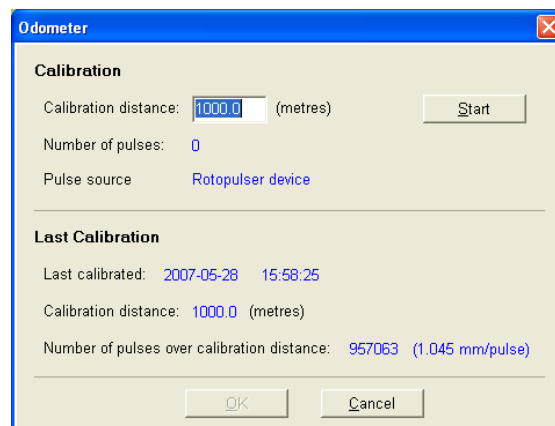 Odometer
Calibration
Calibration distance: 1000.0 (metres) Start
Number of pulses: 0
Pulse source Rotopulser device
Last Calibration
Last calibrated: 2007-05-28 15:58:25
Calibration distance: 1000.0 (metres)
Number of pulses over calibration distance: 957063 (1.045 mm/pulse)
OK Cancel